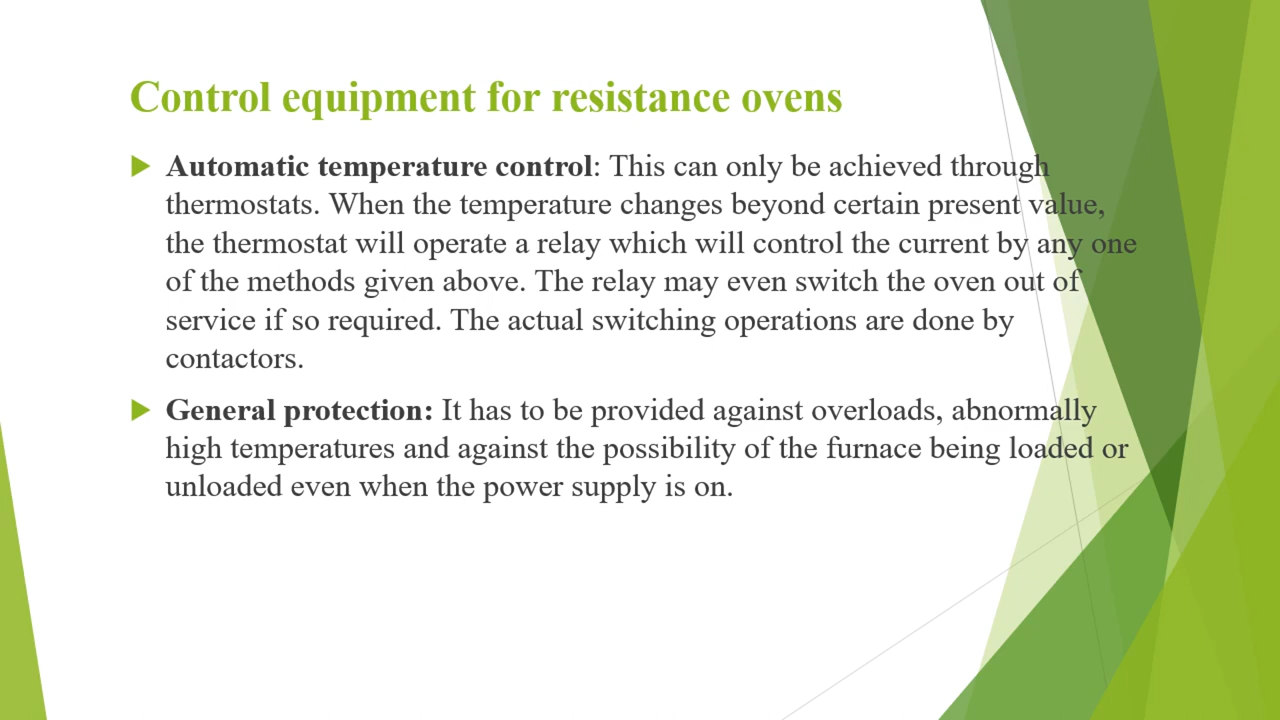 Control equipment for resistance ovens
Automatic temperature control: This can only be achieved through
thermostats. When the temperature changes beyond certain present value,
the thermostat will operate a relay which will control the current by any one
of the methods given above. The relay may even switch the oven out of
service if so required. The actual switching operations are done by
contactors.
General protection: It has to be provided against overloads, abnormally
high temperatures and against the possibility of the furnace being loaded or
unloaded even when the power supply is on.